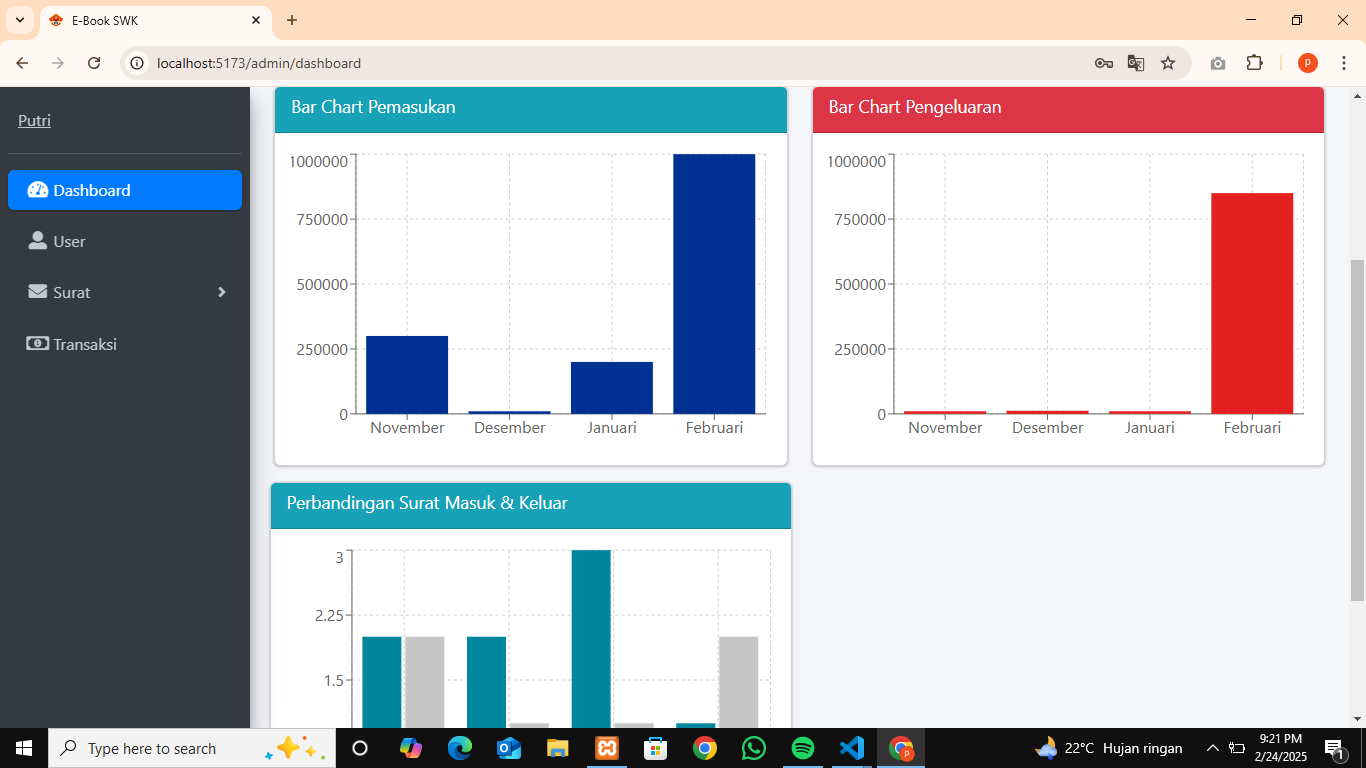 E-Book SWK
localhost:5173/admin/dashboard
P
Putri
Dashboard
User
Surat
Transaksi
Bar Chart Pemasukan
1000000
750000
500000
250000
0
November Desember Januari Februari
Bar Chart Pengeluaran
1000000
750000
500000
250000
0
November Desember Januari Februari
Perbandingan Surat Masuk & Keluar
3
2.25
1.5
Type here to search
22°C Hujan ringan
9:21 PM
2/24/2025
1